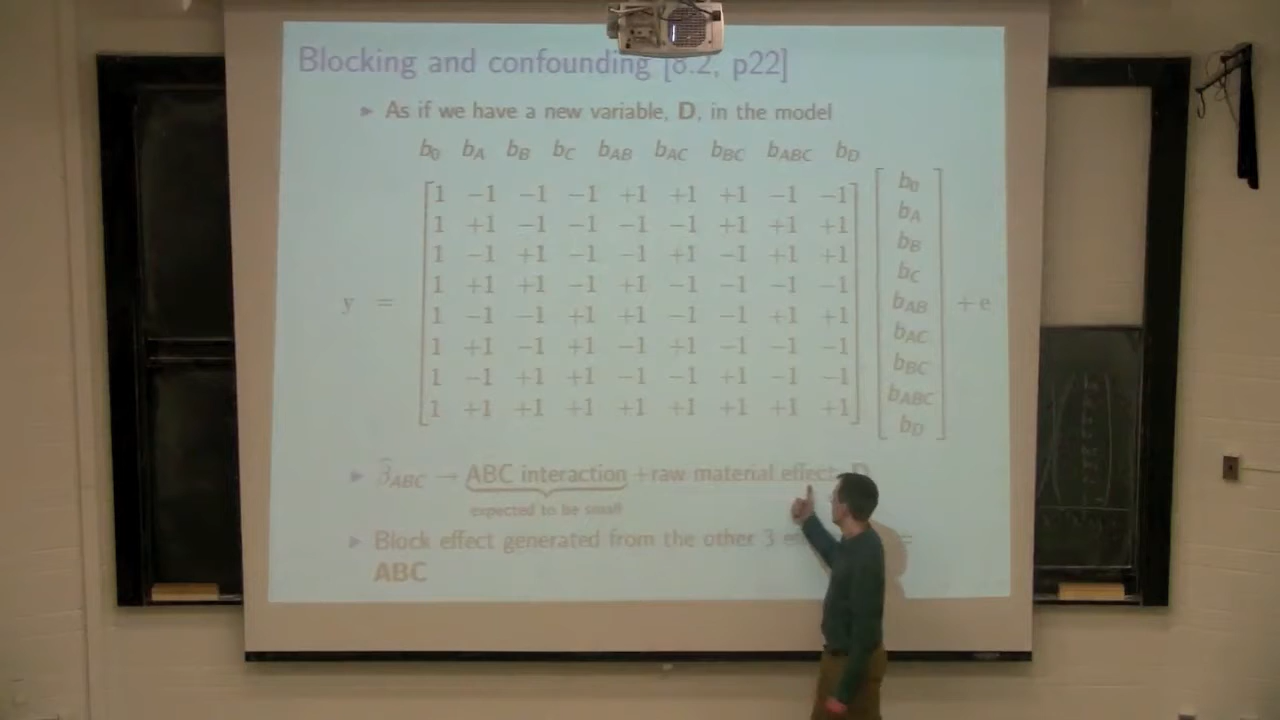 Blocking and confounding [8.2, p22]
► As if we have a new variable, D, in the model
b0 bA bB bC bAB bAC bBC bABC bD
1 −1 −1 −1 +1 +1 +1 −1 −1
1 +1 −1 −1 −1 −1 +1 +1 +1
1 −1 +1 −1 −1 +1 −1 +1 +1
1 +1 +1 −1 +1 −1 −1 −1 −1
y = 1 −1 −1 +1 +1 −1 −1 +1 +1
1 +1 −1 +1 −1 +1 −1 −1 −1
1 −1 +1 +1 −1 −1 +1 −1 −1
1 +1 +1 +1 +1 +1 +1 +1 +1
b0
bA
bB
bC
bAB
+ e
bAC
bBC
bABC
bD
► β̂ABC → ABC interaction + raw material effect, D
expected to be small
► Block effect generated from the other 3 =
ABC